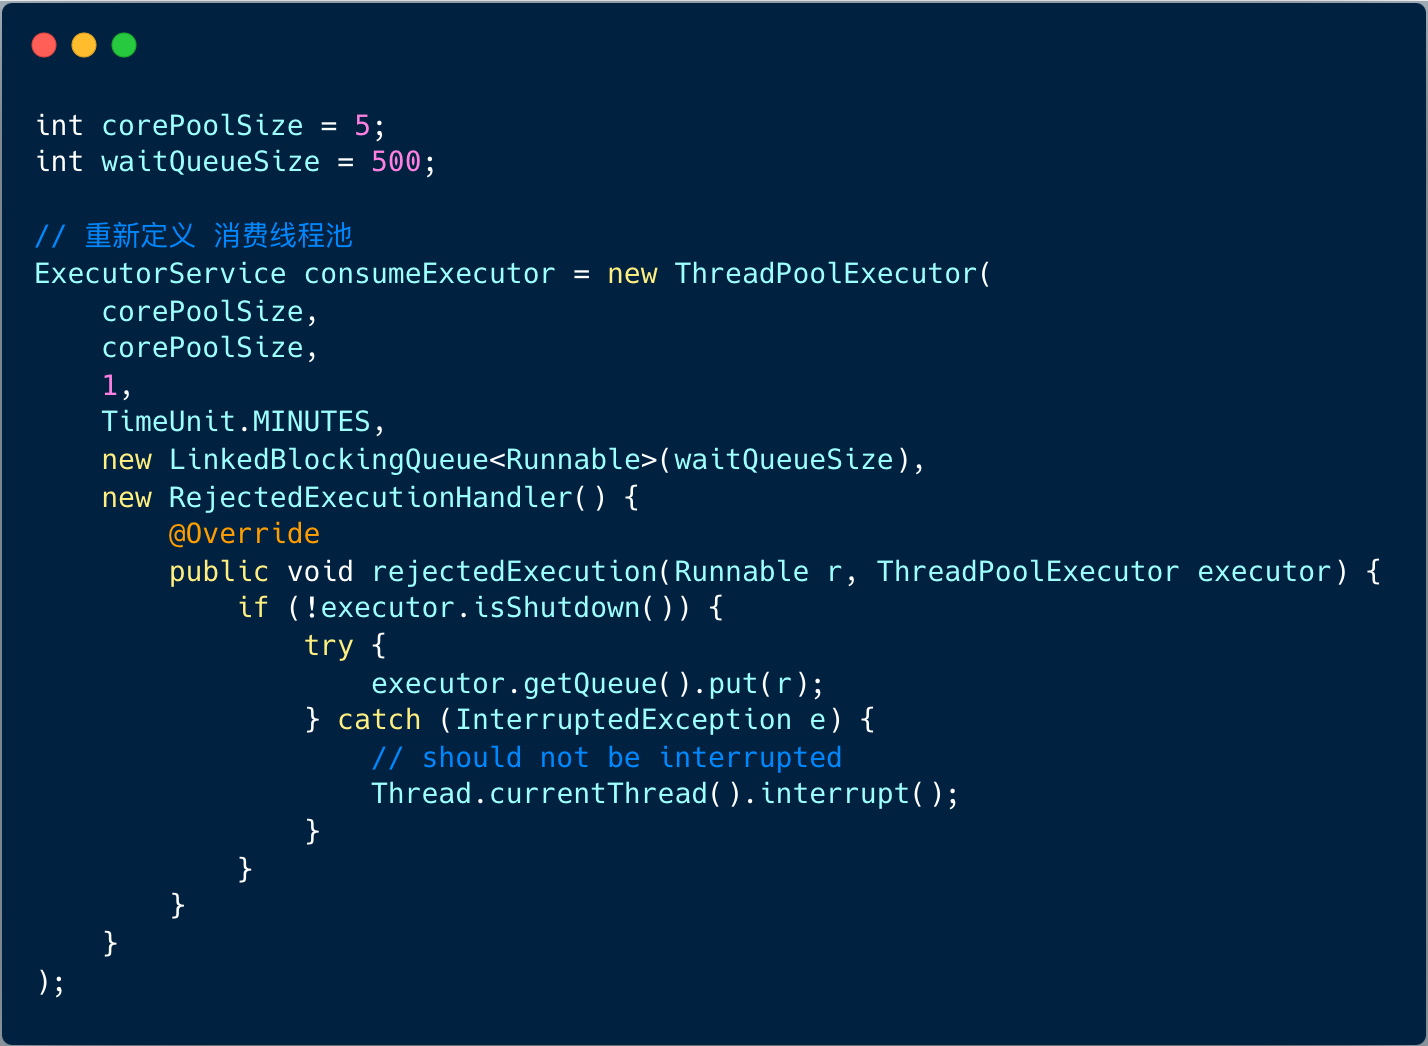 int corePoolSize = 5;
int waitQueueSize = 500;
// 重新定义 消费线程池
ExecutorService consumeExecutor = new ThreadPoolExecutor(
    corePoolSize,
    corePoolSize,
    1,
    TimeUnit.MINUTES,
    new LinkedBlockingQueue<Runnable>(waitQueueSize),
    new RejectedExecutionHandler() {
        @Override
        public void rejectedExecution(Runnable r, ThreadPoolExecutor executor) {
            if (!executor.isShutdown()) {
                try {
                    executor.getQueue().put(r);
                } catch (InterruptedException e) {
                    // should not be interrupted
                    Thread.currentThread().interrupt();
                }
            }
        }
    }
);